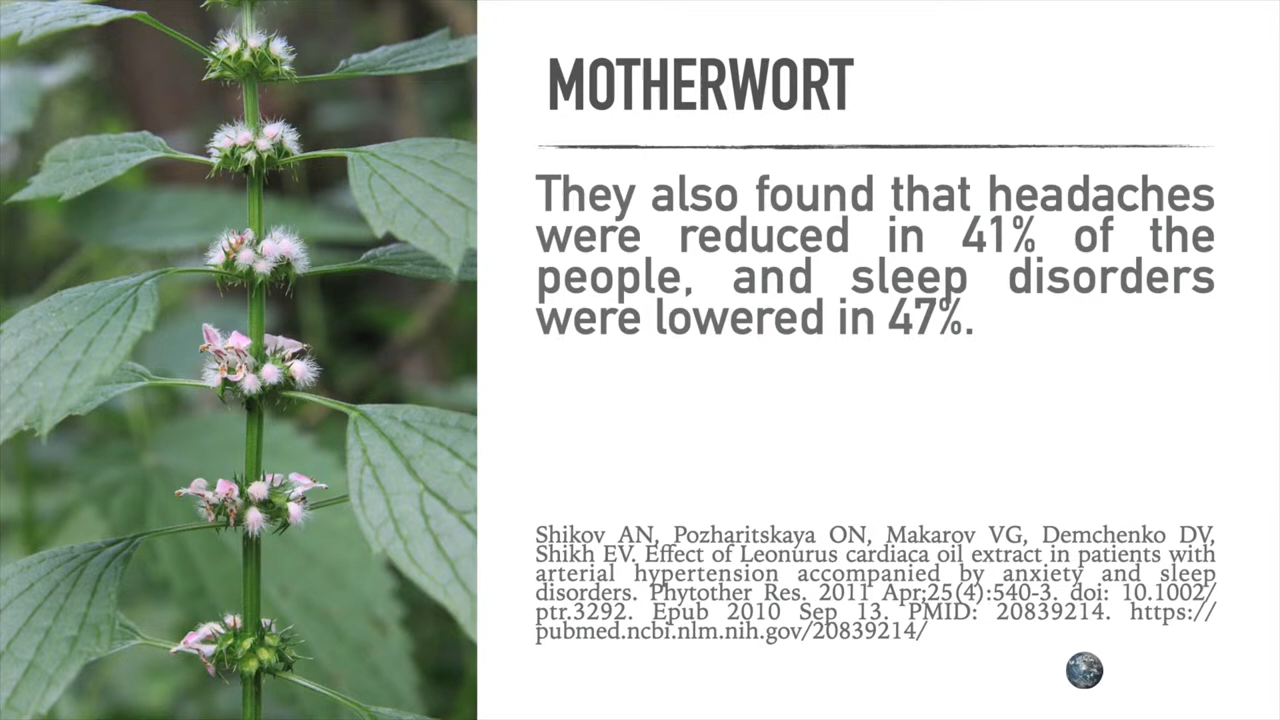 MOTHERWORT
They also found that headaches
were reduced in 41% of the
people, and sleep disorders
were lowered in 47%.
Shikov AN, Pozharitskaya ON, Makarov VG, Demchenko DV,
Shikh EV. Effect of Leonurus cardiaca oil extract in patients with
arterial hypertension accompanied by anxiety and sleep
disorders. Phytother Res. 2011 Apr;25(4):540-3. doi: 10.1002/
ptr.3292. Epub 2010 Sep 13. PMID: 20839214. https://
pubmed.ncbi.nlm.nih.gov/20839214/